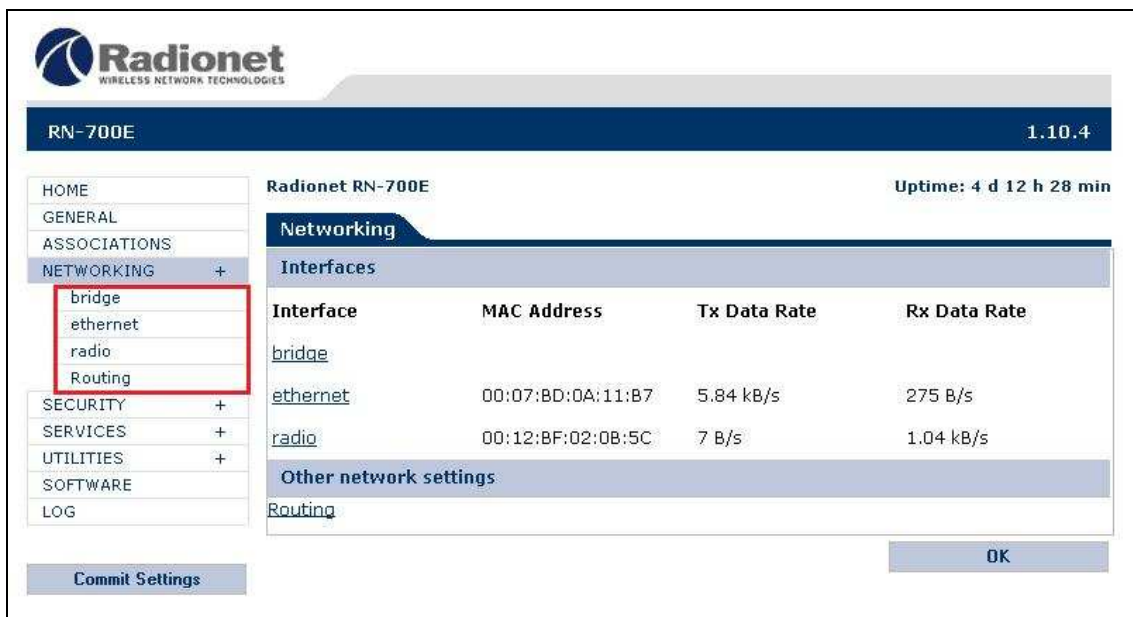 Radionet
WIRELESS NETWORK TECHNOLOGIES
RN-700E 1.10.4
HOME
GENERAL
ASSOCIATIONS
NETWORKING +
bridge
ethernet
radio
Routing
SECURITY +
SERVICES +
UTILITIES +
SOFTWARE
LOG
Commit Settings
Radionet RN-700E Uptime: 4 d 12 h 28 min
Networking
Interfaces
Interface MAC Address Tx Data Rate Rx Data Rate
bridge
ethernet 00:07:BD:0A:11:B7 5.84 kB/s 275 B/s
radio 00:12:BF:02:0B:5C 7 B/s 1.04 kB/s
Other network settings
Routing
OK